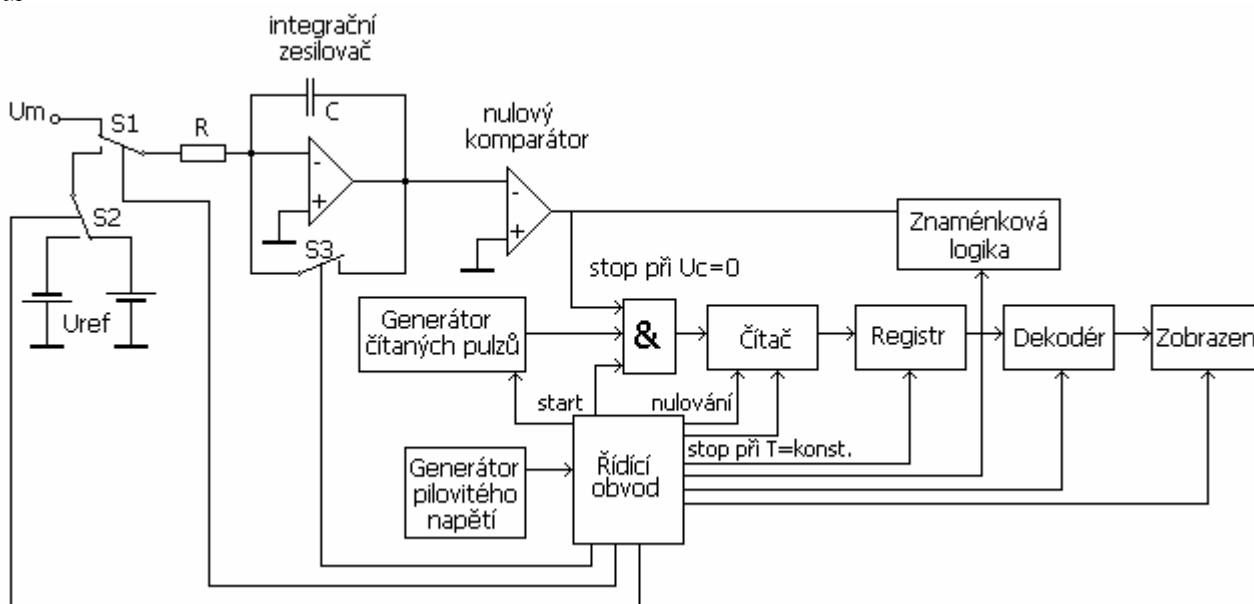 integrační
zesilovač
Um
S1
R
C
nulový
komparátor
-
+
-
+
S2
S3
Uref
Znaménková
logika
stop při Uc=0
Generátor
čítaných pulzů
&
Čítač
Registr
Dekodér
Zobrazen
start
nulování
stop při T=konst.
Generátor
pilovitého
napětí
Řídící
obvod